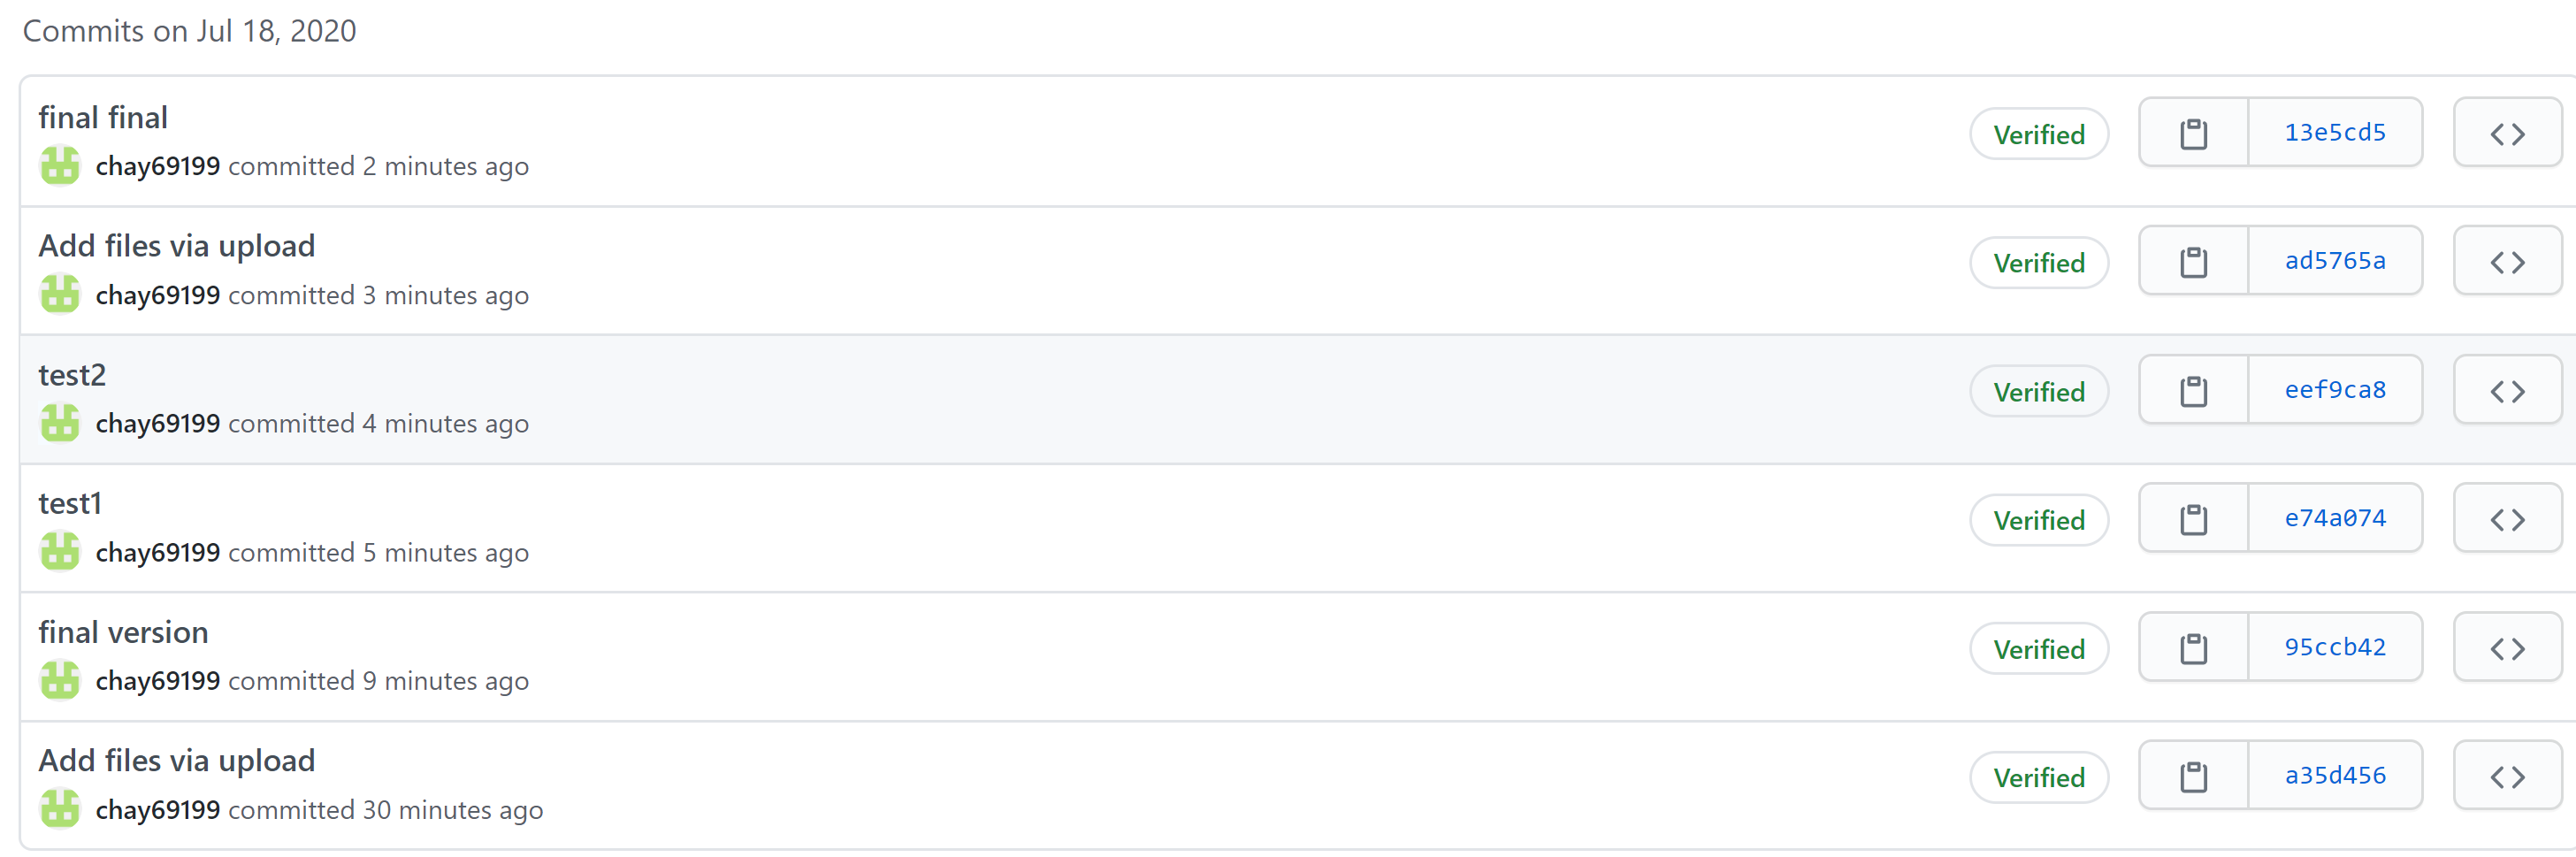 Commits on Jul 18, 2020
final final
Verified
13e5cd5
chay69199 committed 2 minutes ago
Add files via upload
Verified
ad5765a
chay69199 committed 3 minutes ago
test2
Verified
eef9ca8
chay69199 committed 4 minutes ago
test1
Verified
e74a074
chay69199 committed 5 minutes ago
final version
Verified
95ccb42
chay69199 committed 9 minutes ago
Add files via upload
Verified
a35d456
chay69199 committed 30 minutes ago